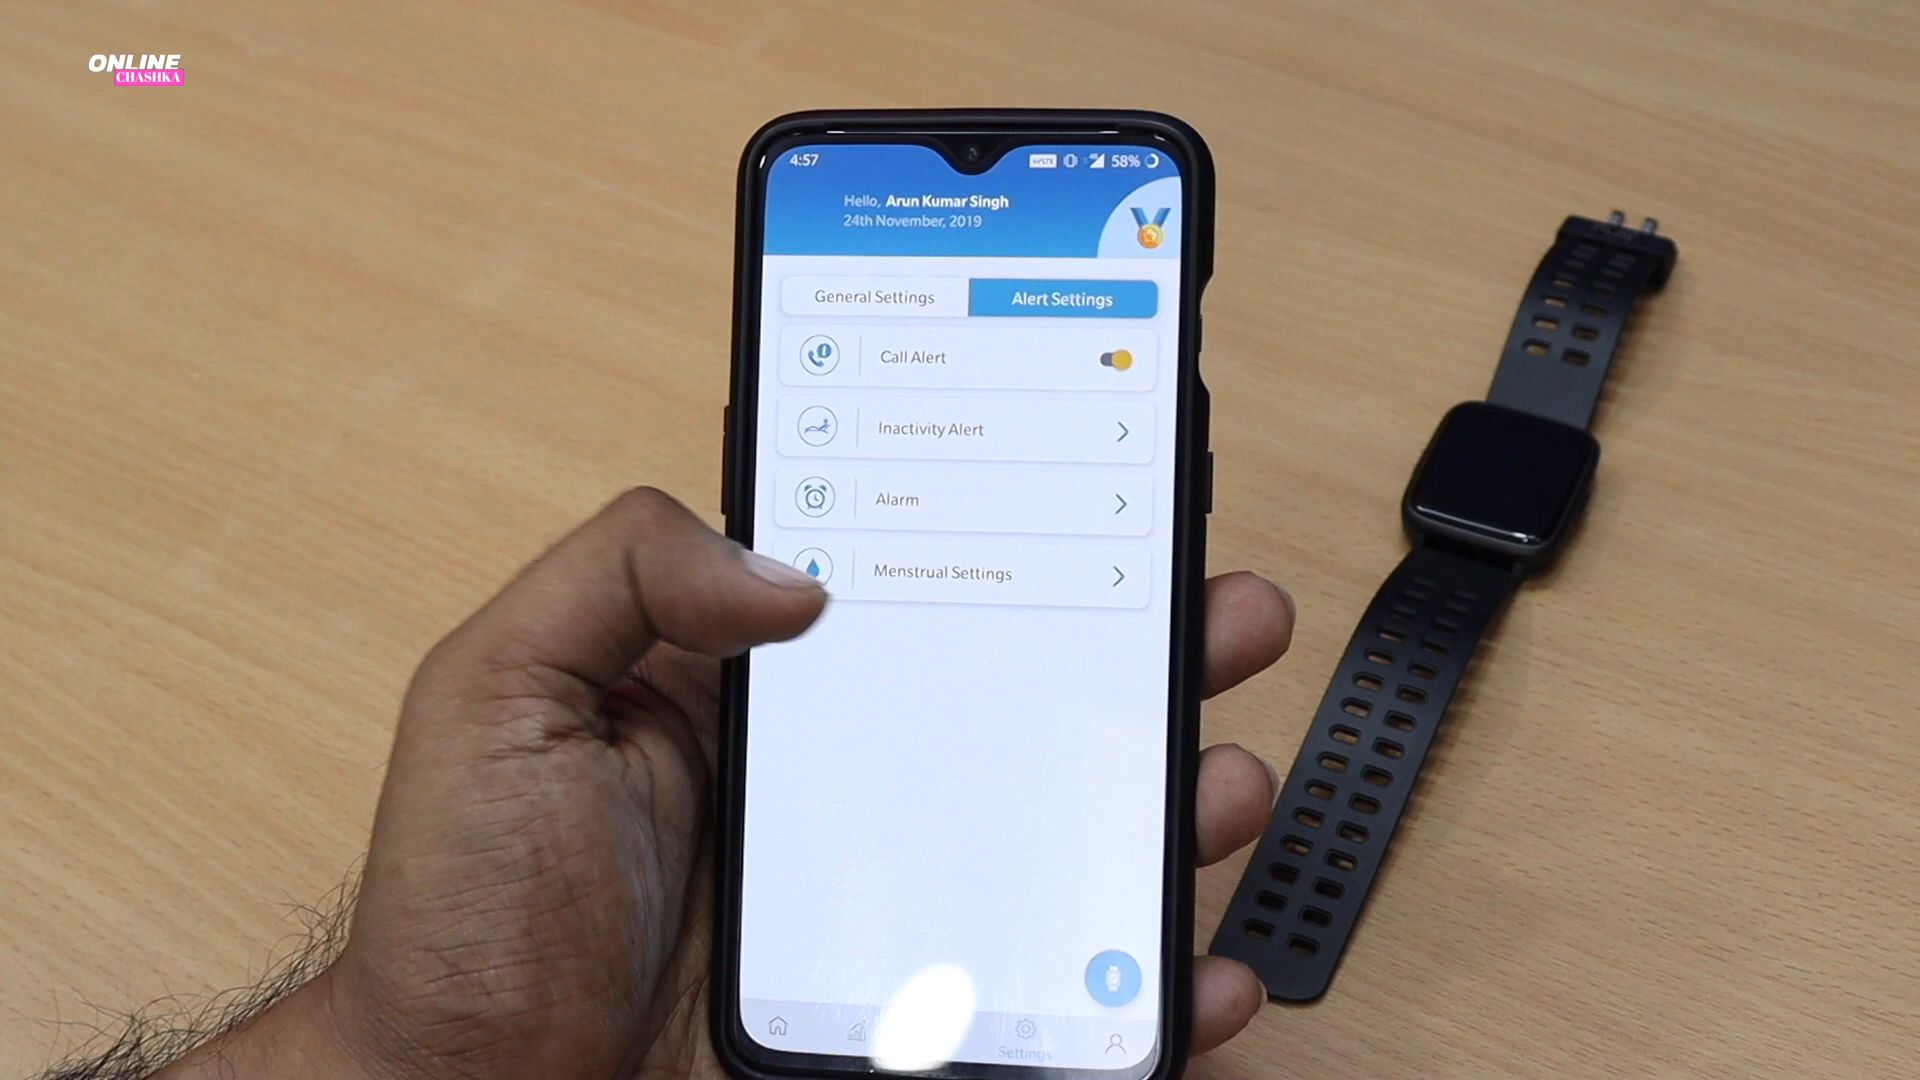 ONLINE
CHASHKA
4:57
VoLTE 58%
Hello, Arun Kumar Singh
24th November, 2019
General Settings
Alert Settings
Call Alert
Inactivity Alert
Alarm
Menstrual Settings
Settings